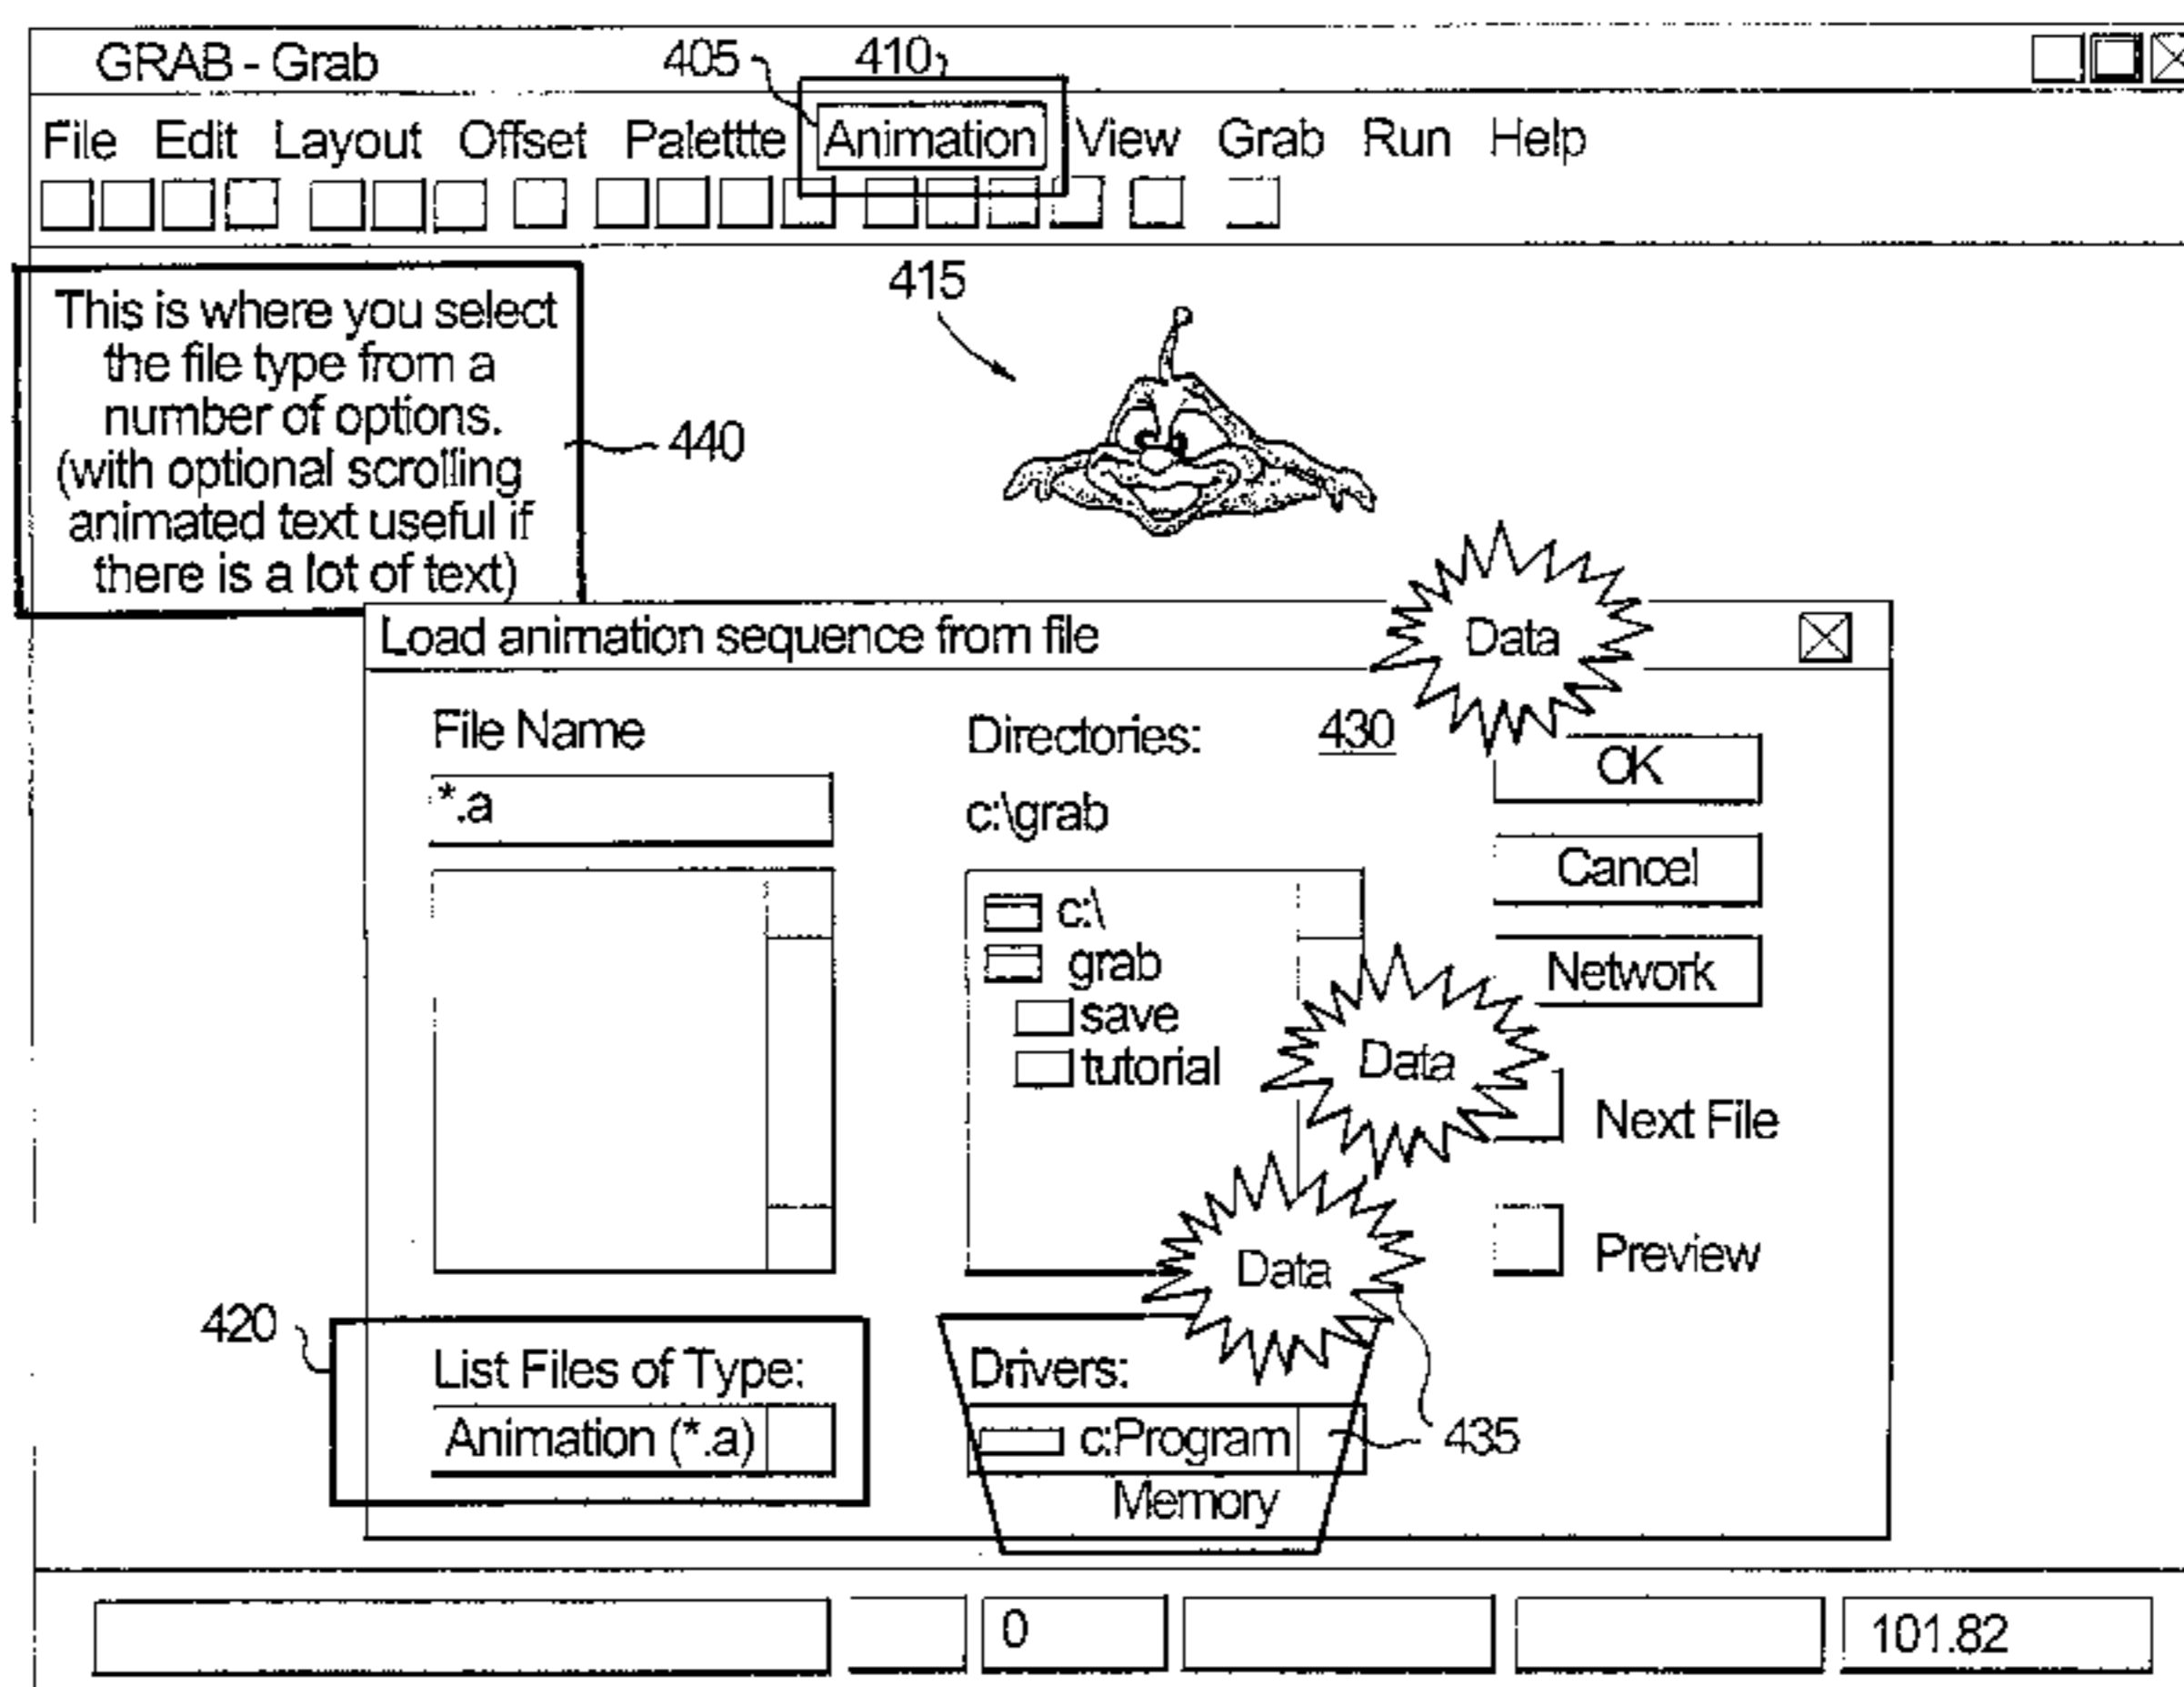 GRAB - Grab
405
410
File Edit Layout Offset Palettte Animation View Grab Run Help
This is where you select
the file type from a
number of options.
(with optional scrolling
animated text useful if
there is a lot of text)
440
415
Load animation sequence from file
Data
File Name
*.a
Directories:
430
c:\grab
c:\
grab
save
tutorial
OK
Cancel
Network
Data
Next File
Data
Preview
420
List Files of Type:
Animation (*.a)
Drivers:
c:Program
Memory
435
0
101.82